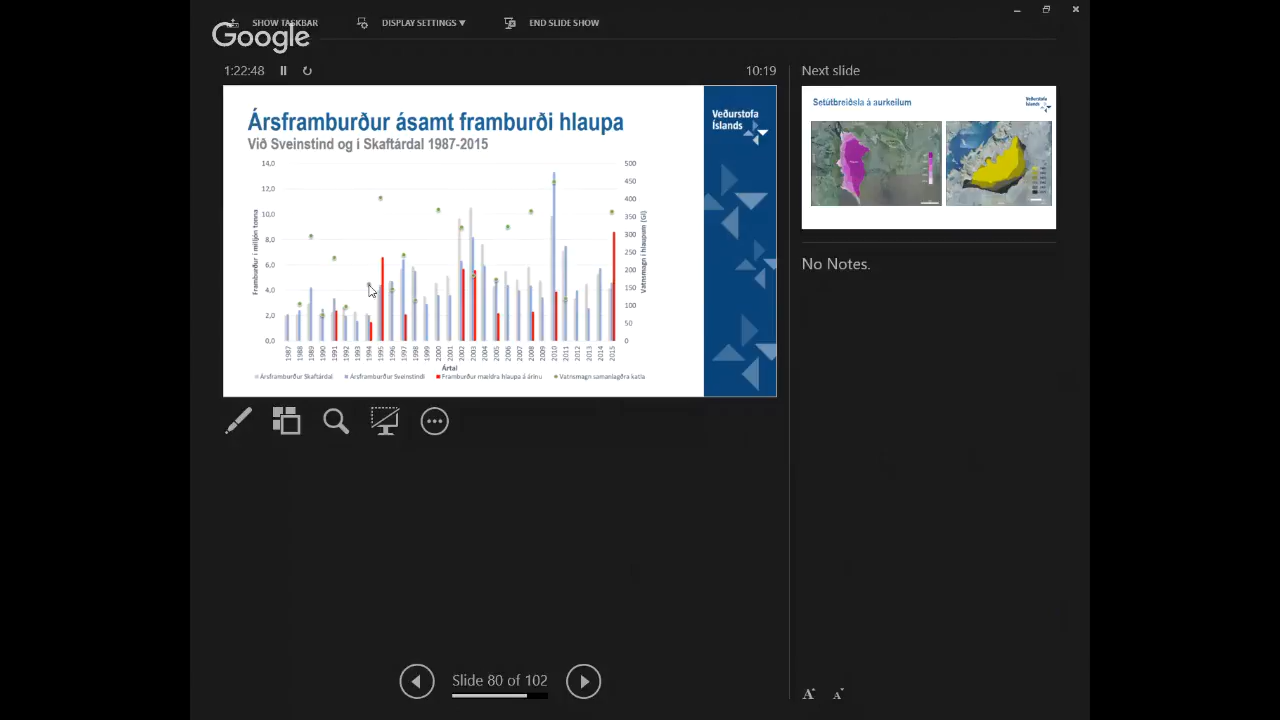 SHOW TASKBAR
DISPLAY SETTINGS ▼
END SLIDE SHOW
Google
1:22:48
10:19
Next slide
Ársframburður ásamt framburði hlaupa
Við Sveinstind og í Skaftárdal 1987-2015
Veðurstofa
Íslands
14,0
12,0
10,0
8,0
6,0
4,0
2,0
0,0
Framburður í milljón tonna
500
450
400
350
300
250
200
150
100
50
0
Vatnsmagn í hlaupum (Gl)
1987 1988 1989 1990 1991 1992 1993 1994 1995 1996 1997 1998 1999 2000 2001 2002 2003 2004 2005 2006 2007 2008 2009 2010 2011 2012 2013 2014 2015
Ártal
Ársframburður Skaftárdal
Ársframburður Sveinstindi
Framburður mældra hlaupa á árinu
Vatnsmagn samanlagðra katla
Setútbreiðsla á aurkeilum
Veðurstofa
Íslands
No Notes.
Slide 80 of 102
A
A